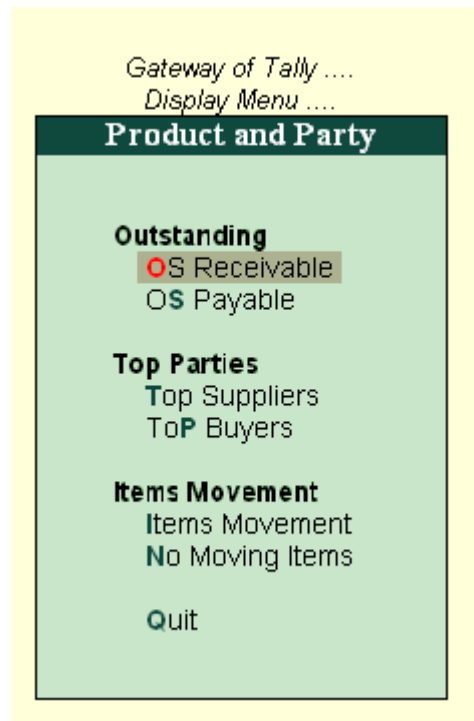 Gateway of Tally ....
Display Menu ....
Product and Party
Outstanding
OS Receivable
OS Payable
Top Parties
Top Suppliers
ToP Buyers
Items Movement
Items Movement
No Moving Items
Quit